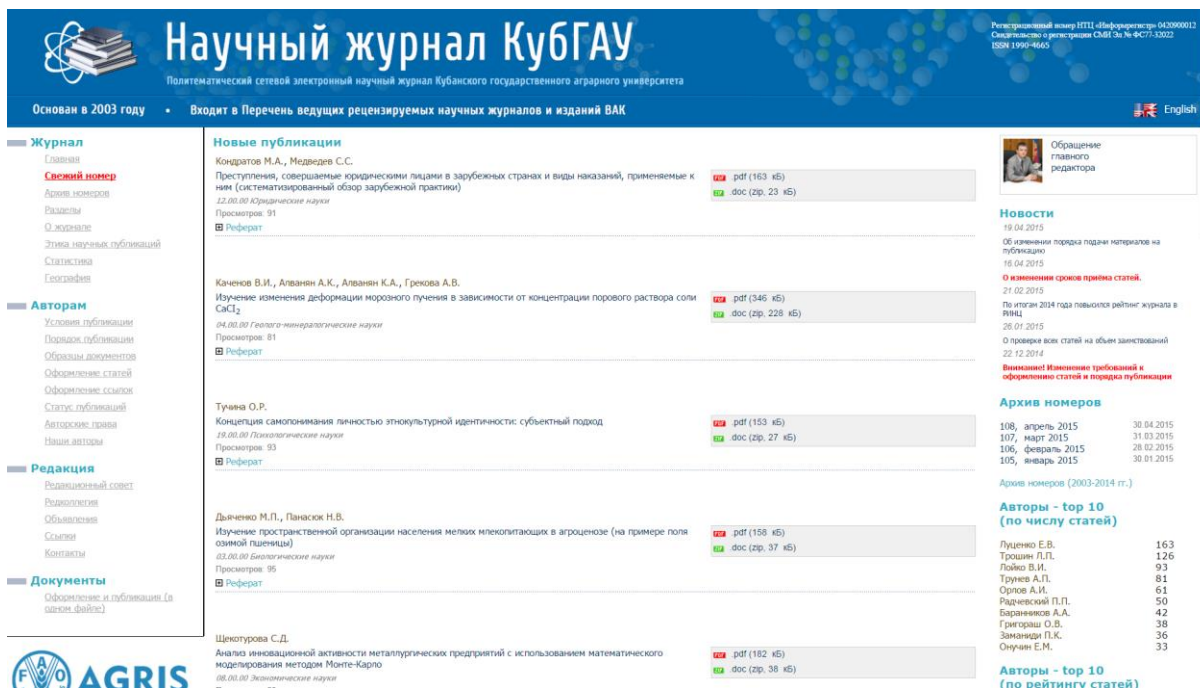 Научный журнал КубГАУ
Политематический сетевой электронный научный журнал Кубанского государственного аграрного университета
Регистрационный номер НТЦ «Информрегистр» 0420900012
Свидетельство о регистрации СМИ Эл № ФС77-32022
ISSN 1990-4665
Основан в 2003 году • Входит в Перечень ведущих рецензируемых научных журналов и изданий ВАК
English
Журнал
Главная
Свежий номер
Архив номеров
Разделы
О журнале
Этика научных публикаций
Статистика
География
Авторам
Условия публикации
Порядок публикации
Образцы документов
Оформление статей
Оформление ссылок
Статус публикаций
Авторские права
Наши авторы
Редакция
Редакционный совет
Редколлегия
Объявления
Ссылки
Контакты
Документы
Оформление и публикация (в
одном файле)
AGRIS
Новые публикации
Кондратов М.А., Медведев С.С.
Преступления, совершаемые юридическими лицами в зарубежных странах и виды наказаний, применяемые к
ним (систематизированный обзор зарубежной практики)
12.00.00 Юридические науки
Просмотров: 91
Реферат
PDF .pdf (163 кБ)
ZIP .doc (zip, 23 кБ)
Каченов В.И., Алванян А.К., Алванян К.А., Грекова А.В.
Изучение изменения деформации морозного пучения в зависимости от концентрации порового раствора соли
CaCI2
04.00.00 Геолого-минералогические науки
Просмотров: 81
Реферат
PDF .pdf (346 кБ)
ZIP .doc (zip, 228 кБ)
Тучина О.Р.
Концепция самопонимания личностью этнокультурной идентичности: субъектный подход
19.00.00 Психологические науки
Просмотров: 93
Реферат
PDF .pdf (153 кБ)
ZIP .doc (zip, 27 кБ)
Дьяченко М.П., Панасюк Н.В.
Изучение пространственной организации населения мелких млекопитающих в агроценозе (на примере поля
озимой пшеницы)
03.00.00 Биологические науки
Просмотров: 95
Реферат
PDF .pdf (158 кБ)
ZIP .doc (zip, 37 кБ)
Щекотурова С.Д.
Анализ инновационной активности металлургических предприятий с использованием математического
моделирования методом Монте-Карло
08.00.00 Экономические науки
PDF .pdf (182 кБ)
ZIP .doc (zip, 38 кБ)
Обращение
главного
редактора
Новости
19.04.2015
Об изменении порядка подачи материалов на
публикацию
16.04.2015
О изменении сроков приёма статей.
21.02.2015
По итогам 2014 года повысился рейтинг журнала в
РИНЦ
26.01.2015
О проверке всех статей на объем заимствований
22.12.2014
Внимание! Изменение требований к
оформлению статей и порядка публикации
Архив номеров
108, апрель 2015 30.04.2015
107, март 2015 31.03.2015
106, февраль 2015 28.02.2015
105, январь 2015 30.01.2015
Архив номеров (2003-2014 гг.)
Авторы - top 10
(по числу статей)
Луценко Е.В. 163
Трошин Л.П. 126
Лойко В.И. 93
Трунев А.П. 81
Орлов А.И. 61
Радчевский П.П. 50
Баранников А.А. 42
Григораш О.В. 38
Заманиди П.К. 36
Онучин Е.М. 33
Авторы - top 10
(по рейтингу статей)